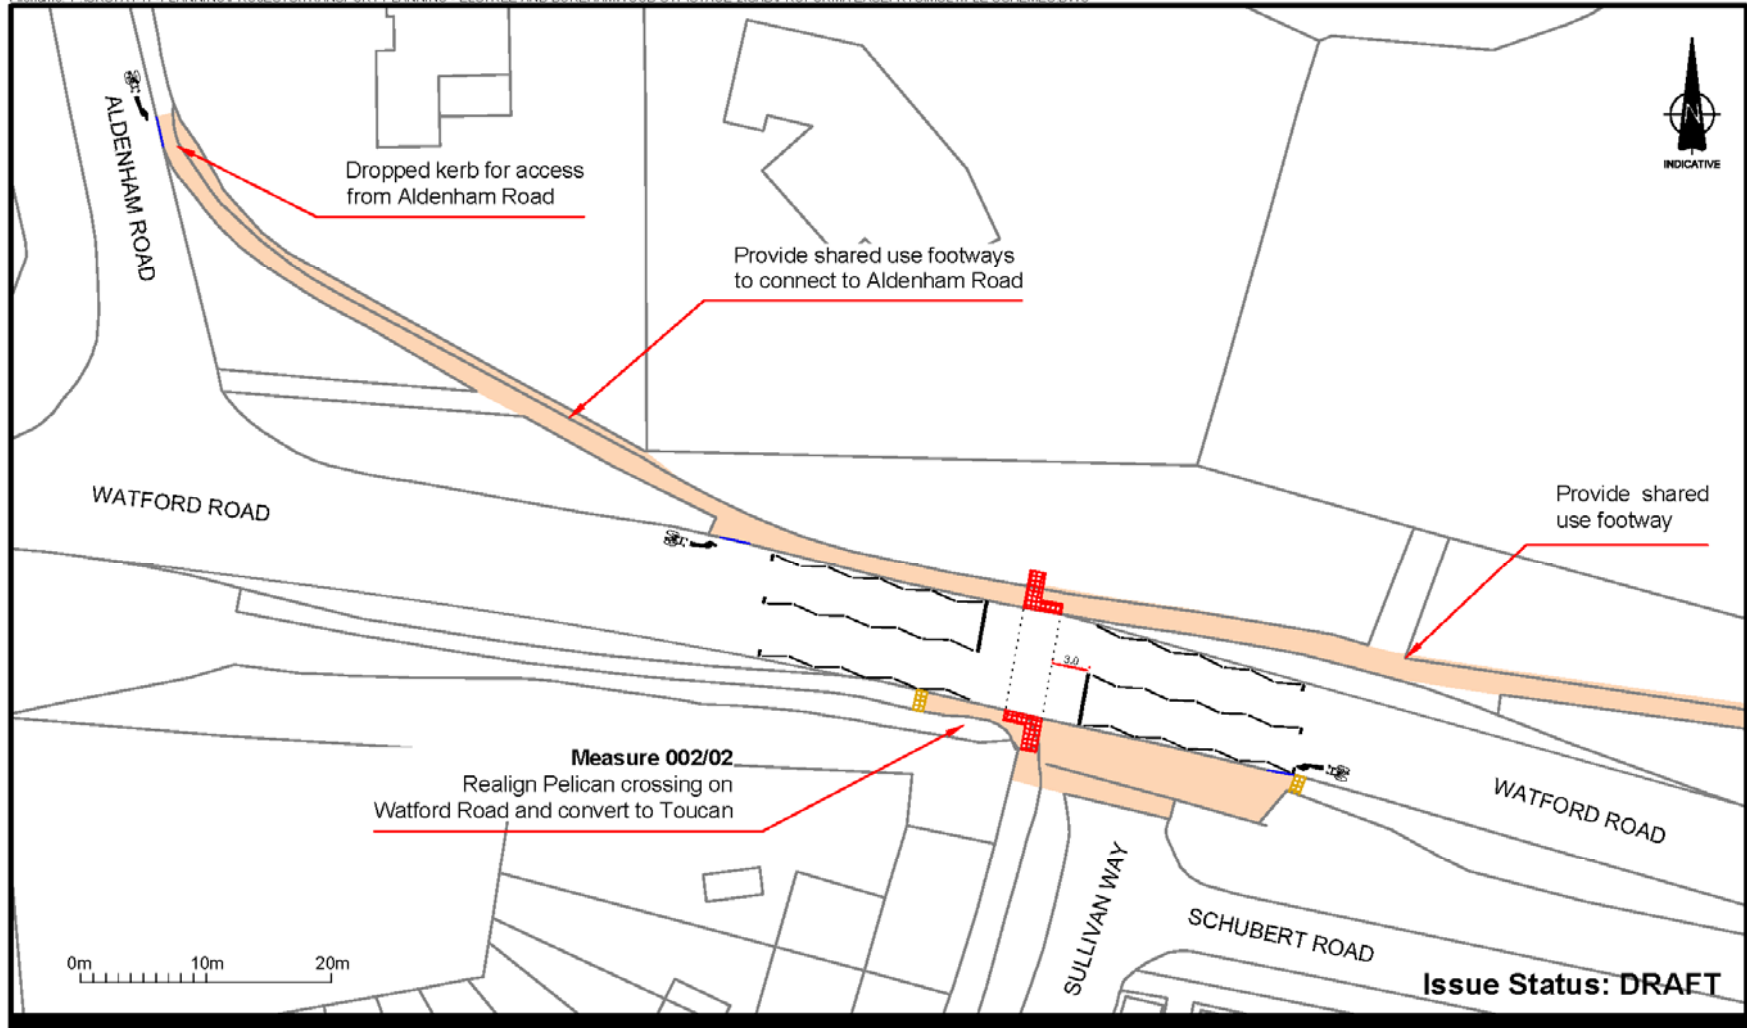 N
INDICATIVE
ALDENHAM ROAD
Dropped kerb for access
from Aldenham Road
Provide shared use footways
to connect to Aldenham Road
WATFORD ROAD
Provide shared
use footway
3.0
Measure 002/02
Realign Pelican crossing on
Watford Road and convert to Toucan
WATFORD ROAD
SULLIVAN WAY
SCHUBERT ROAD
0m 10m 20m
Issue Status: DRAFT